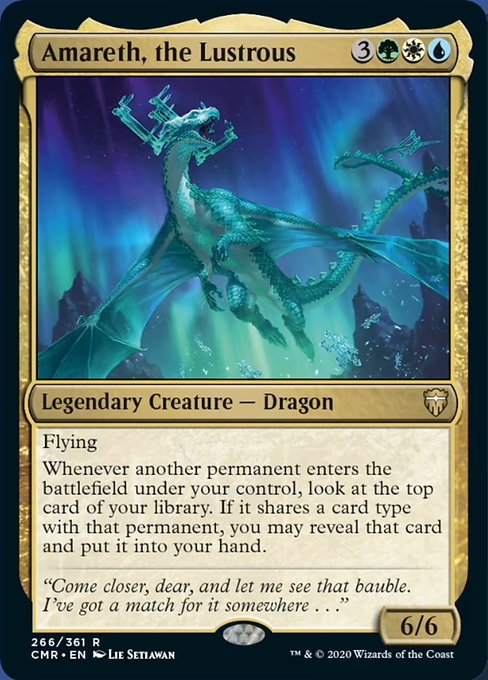 Amareth, the Lustrous 3
Legendary Creature — Dragon
Flying
Whenever another permanent enters the
battlefield under your control, look at the top
card of your library. If it shares a card type
with that permanent, you may reveal that card
and put it into your hand.
“Come closer, dear, and let me see that bauble.
I’ve got a match for it somewhere . . .”
6/6
266/361 R
CMR • EN Lie Setiawan
™ & © 2020 Wizards of the Coast